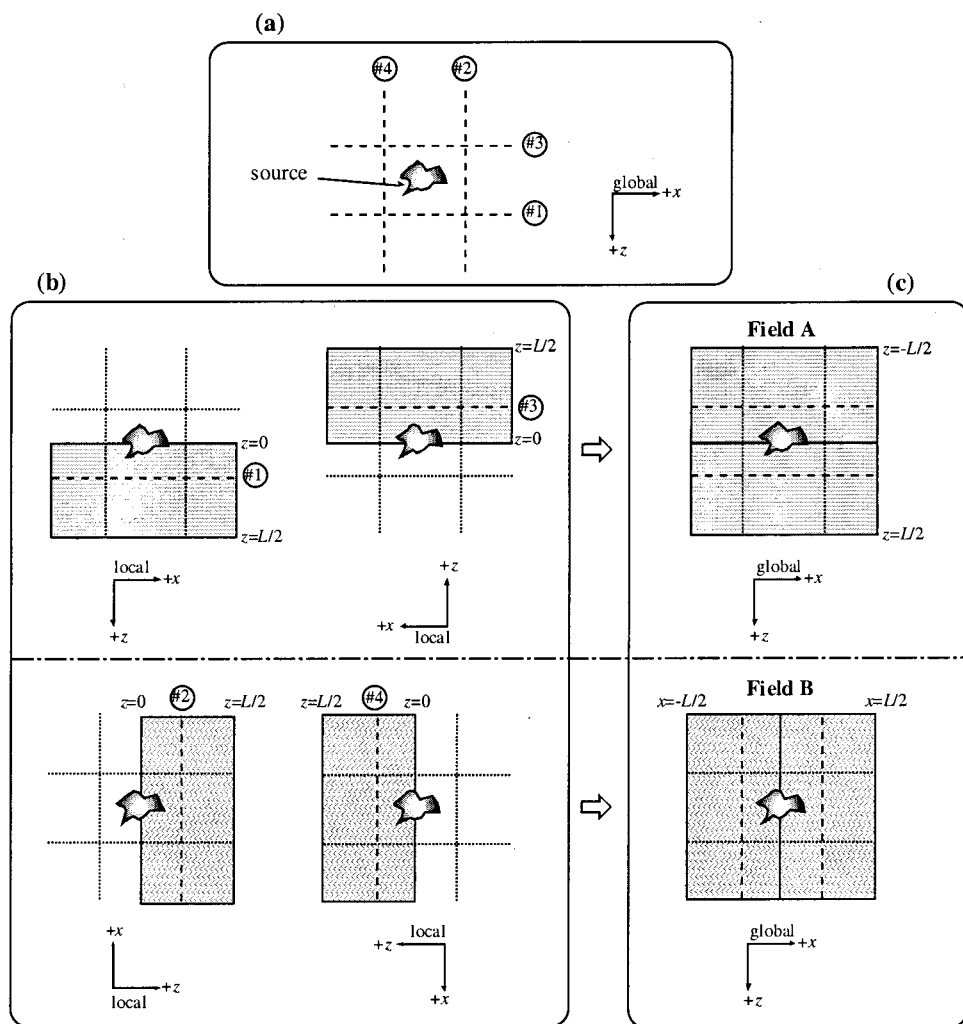 (a)
#4 #2
#3
source
global +x
#1
+z
(b) (c)
Field A
z=L/2 z=-L/2
#3
z=0 z=0
#1
z=L/2 z=L/2
local +x +z global +x
+z +x local +z
Field B
z=0 #2 z=L/2 z=L/2 #4 z=0 x=-L/2 x=L/2
+x local global +x
+z
local +z +x +z